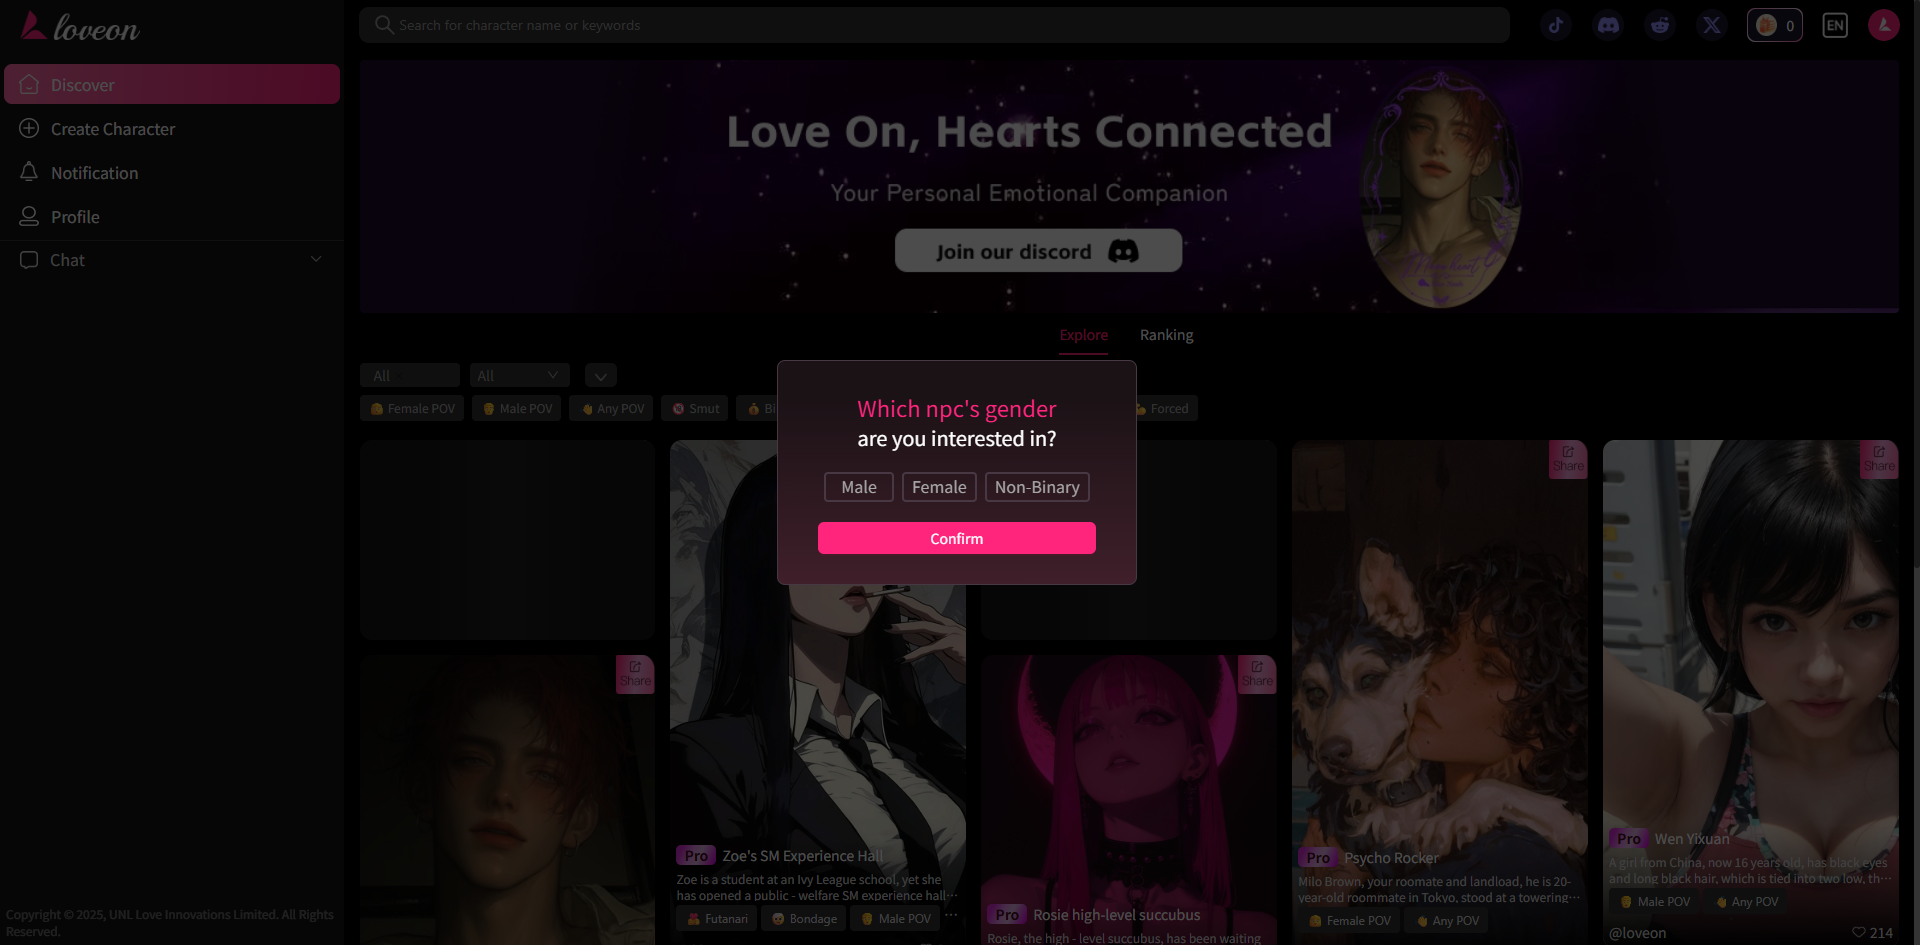 loveon
Search for character name or keywords
0
EN
Discover
Create Character
Notification
Profile
Chat
Love On, Hearts Connected
Your Personal Emotional Companion
Join our discord
Explore
Ranking
All
All
Female POV
Male POV
Any POV
Smut
Bi
Forced
Which npc's gender
are you interested in?
Male
Female
Non-Binary
Confirm
Share
Share
Share
Share
Pro Zoe's SM Experience Hall
Zoe is a student at an Ivy League school, yet she
has opened a public - welfare SM experience hall...
Futanari
Bondage
Male POV
...
Pro Rosie high-level succubus
Rosie, the high - level succubus, has been waiting
Pro Psycho Rocker
Milo Brown, your roomate and landload, he is 20-
year-old roommate in Tokyo, stood at a towering...
Female POV
Any POV
Pro Wen Yixuan
A girl from China, now 16 years old, has black eyes
and long black hair, which is tied into two low, th...
Male POV
Any POV
@loveon
214
Copyright © 2025, UNL Love Innovations Limited. All Rights
Reserved.